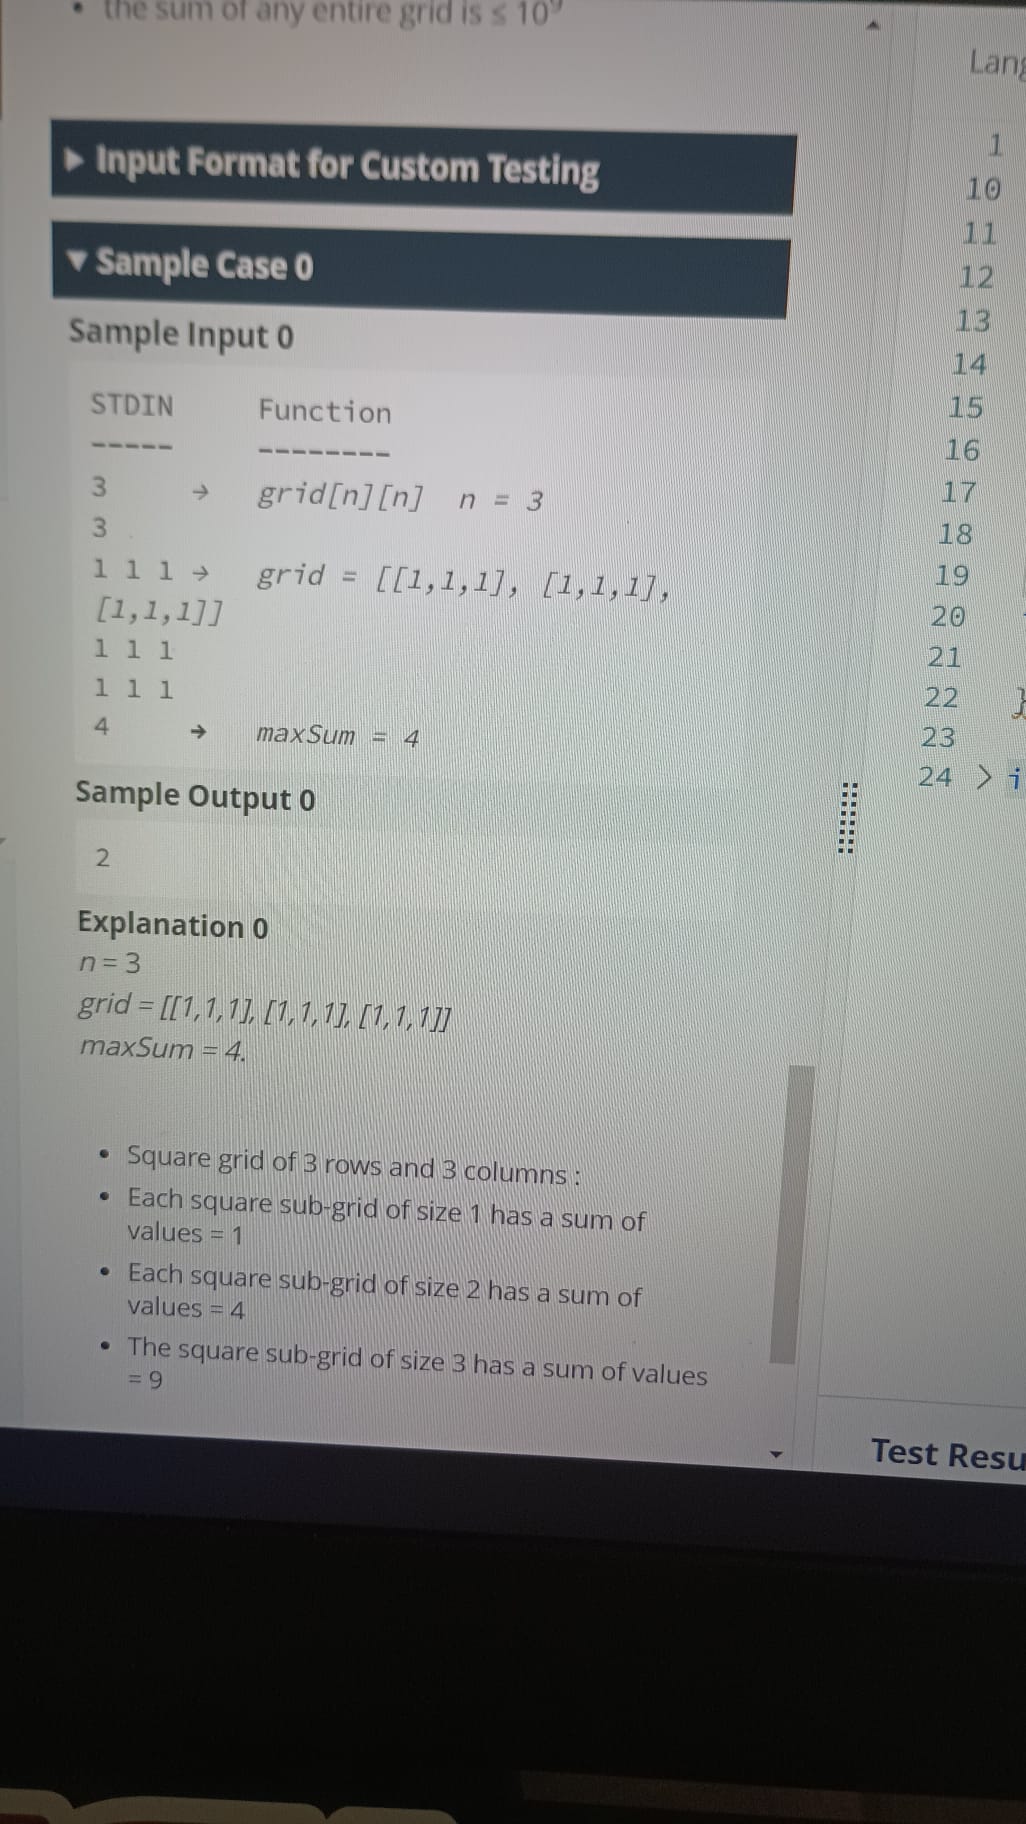 • the sum of any entire grid is ≤ 10⁹
Lang
▶ Input Format for Custom Testing
▼ Sample Case 0
Sample Input 0
STDIN Function
----- --------
3 → grid[n][n] n = 3
3
1 1 1 → grid = [[1,1,1], [1,1,1],
[1,1,1]]
1 1 1
1 1 1
4 → maxSum = 4
Sample Output 0
2
Explanation 0
n = 3
grid = [[1,1,1], [1,1,1], [1,1,1]]
maxSum = 4.
• Square grid of 3 rows and 3 columns :
• Each square sub-grid of size 1 has a sum of
values = 1
• Each square sub-grid of size 2 has a sum of
values = 4
• The square sub-grid of size 3 has a sum of values
= 9
1
10
11
12
13
14
15
16
17
18
19
20
21
22 }
23
24 > i
Test Resu